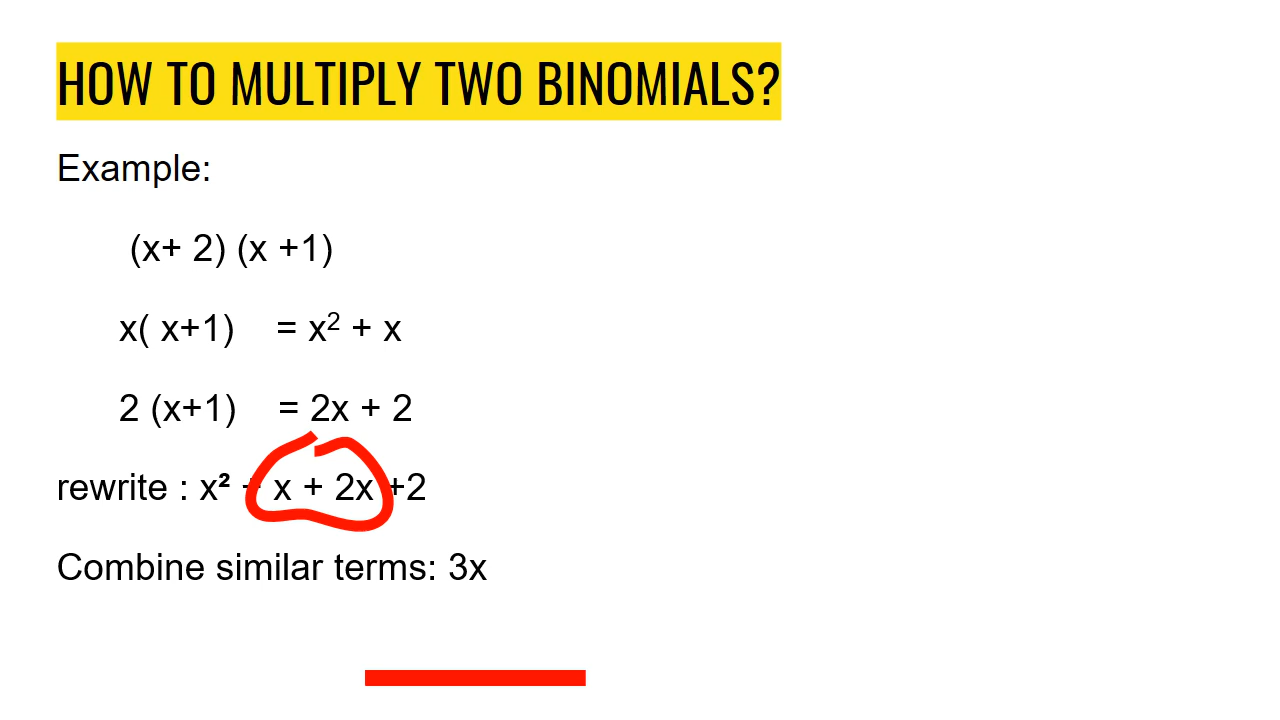 HOW TO MULTIPLY TWO BINOMIALS?
Example:
(x+ 2) (x +1)
x( x+1) = x² + x
2 (x+1) = 2x + 2
rewrite : x² + x + 2x +2
Combine similar terms: 3x